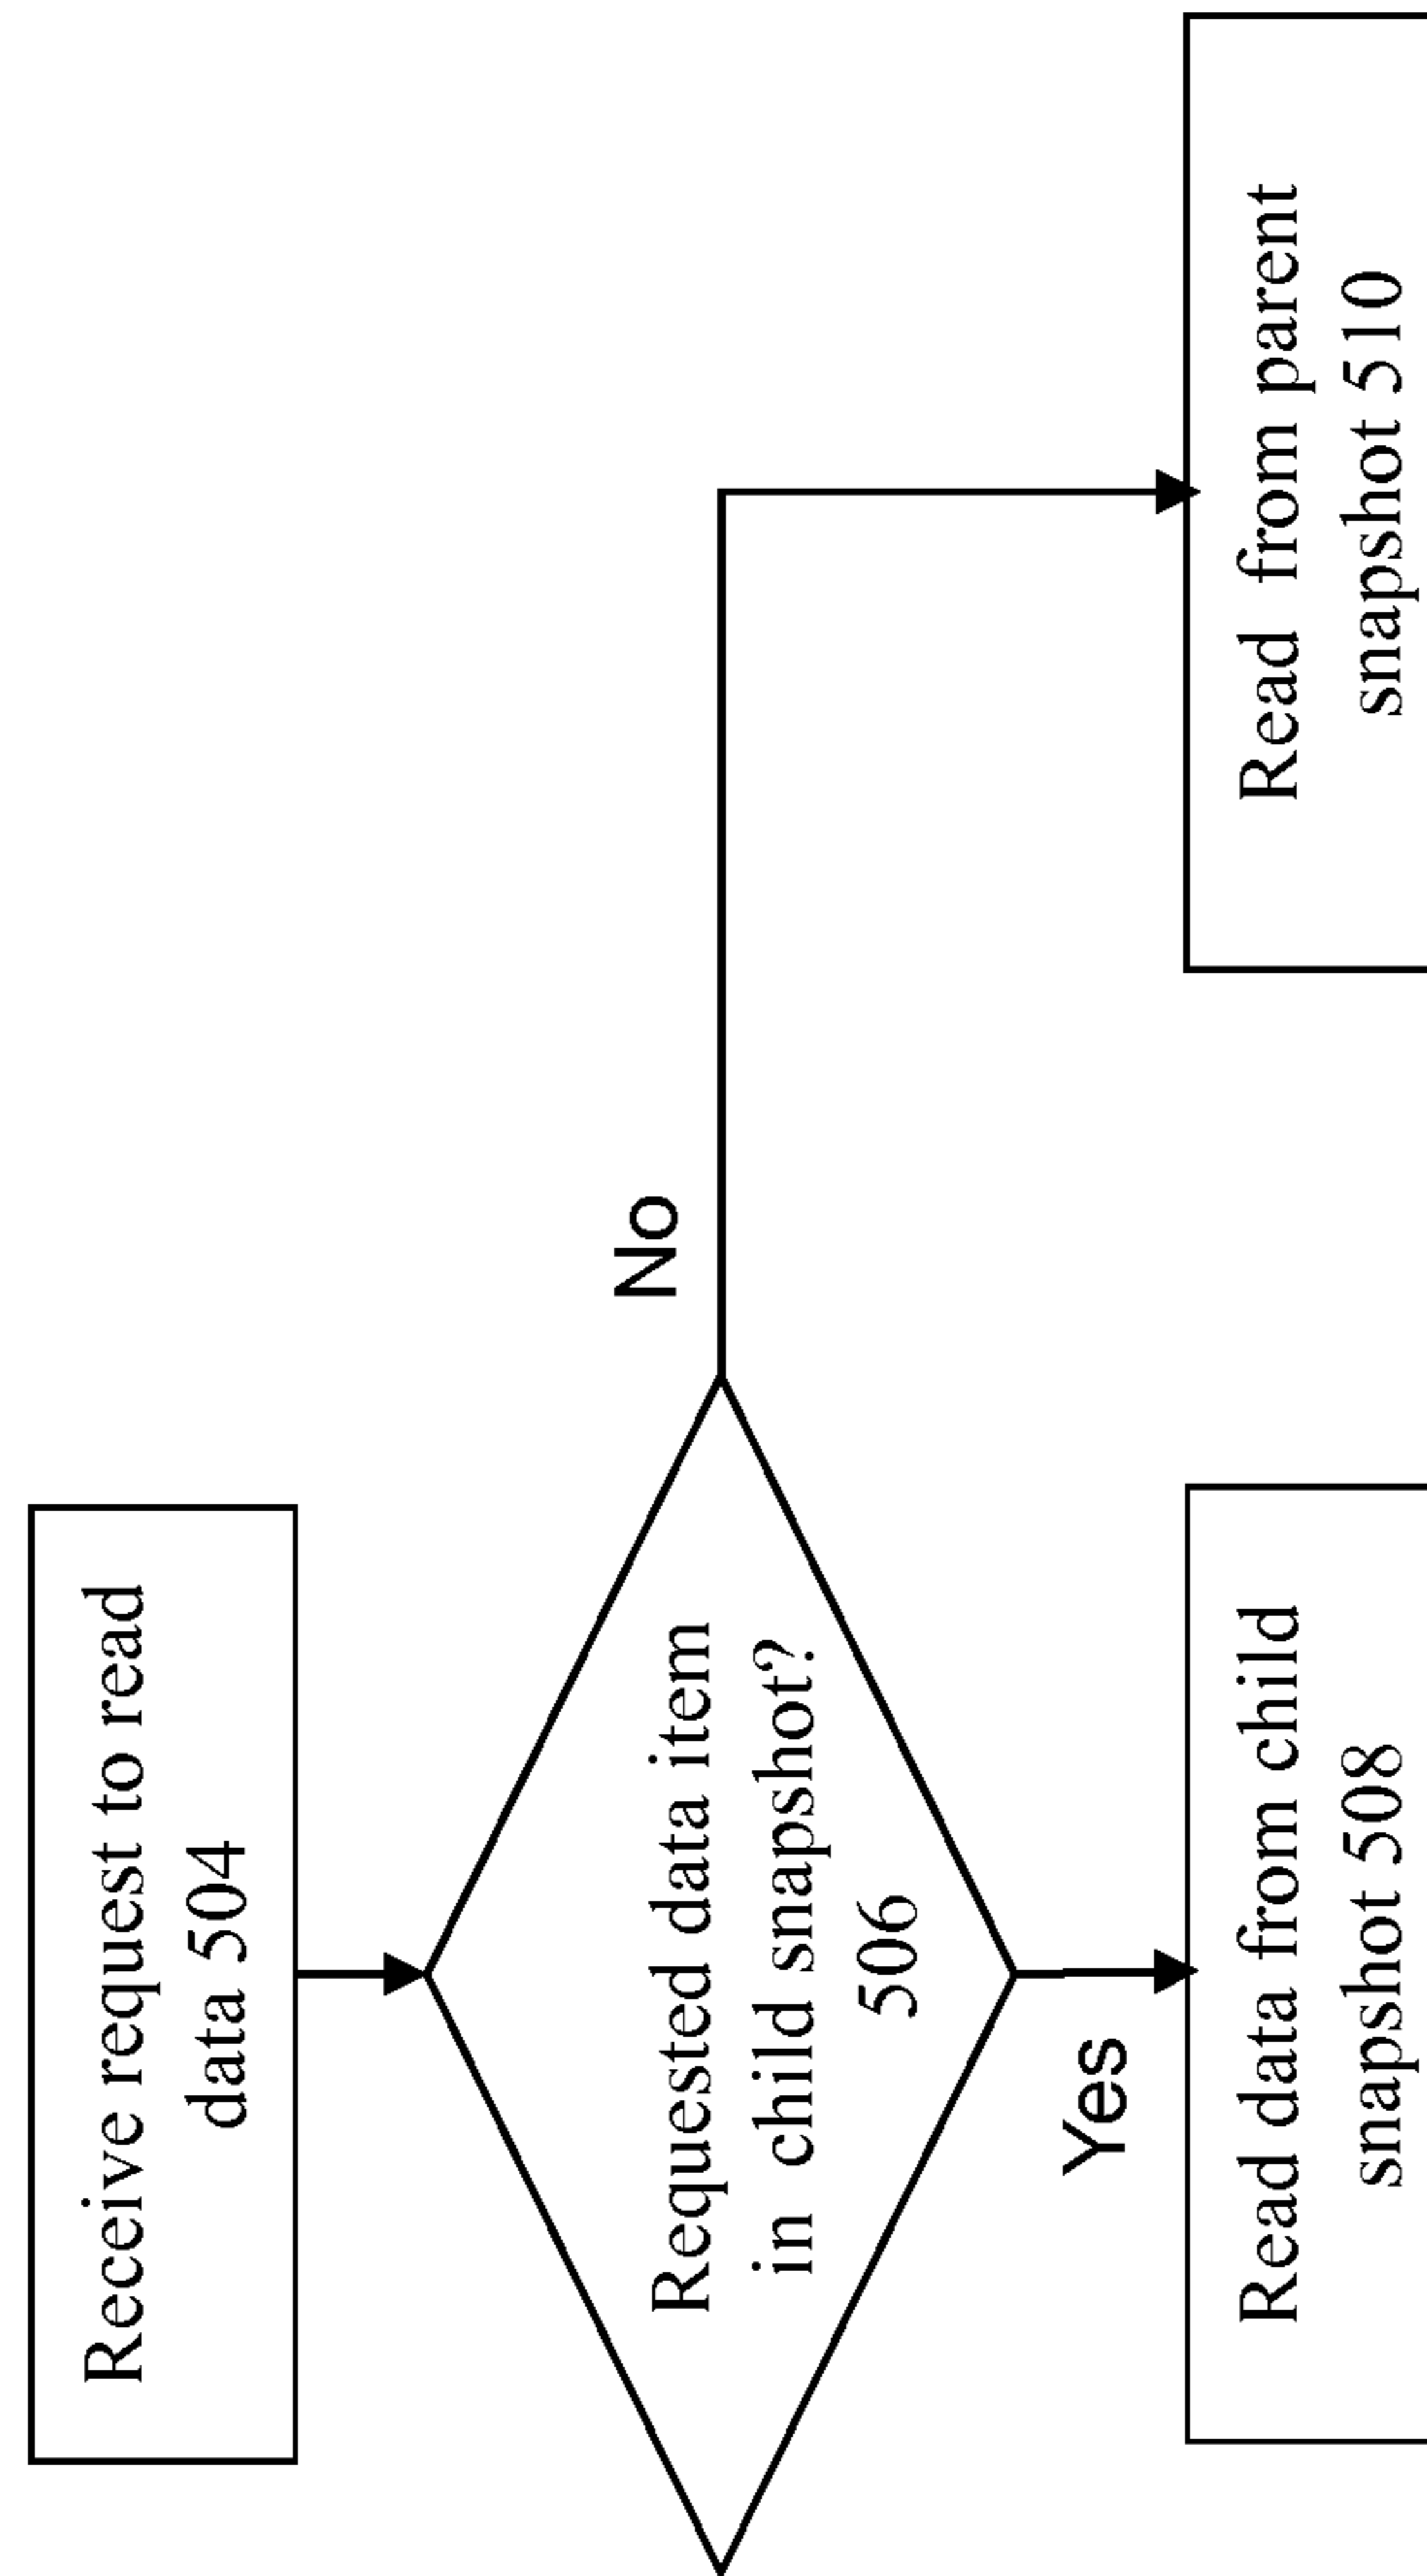 Receive request to read
data 504
Requested data item
in child snapshot?
506
No
Yes
Read data from child
snapshot 508
Read from parent
snapshot 510